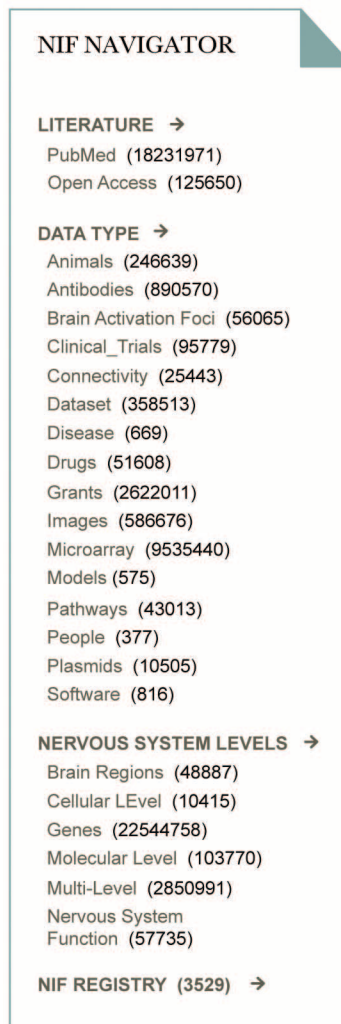 NIF NAVIGATOR
LITERATURE →
PubMed (18231971)
Open Access (125650)
DATA TYPE →
Animals (246639)
Antibodies (890570)
Brain Activation Foci (56065)
Clinical_Trials (95779)
Connectivity (25443)
Dataset (358513)
Disease (669)
Drugs (51608)
Grants (2622011)
Images (586676)
Microarray (9535440)
Models (575)
Pathways (43013)
People (377)
Plasmids (10505)
Software (816)
NERVOUS SYSTEM LEVELS →
Brain Regions (48887)
Cellular LEvel (10415)
Genes (22544758)
Molecular Level (103770)
Multi-Level (2850991)
Nervous System
Function (57735)
NIF REGISTRY (3529) →